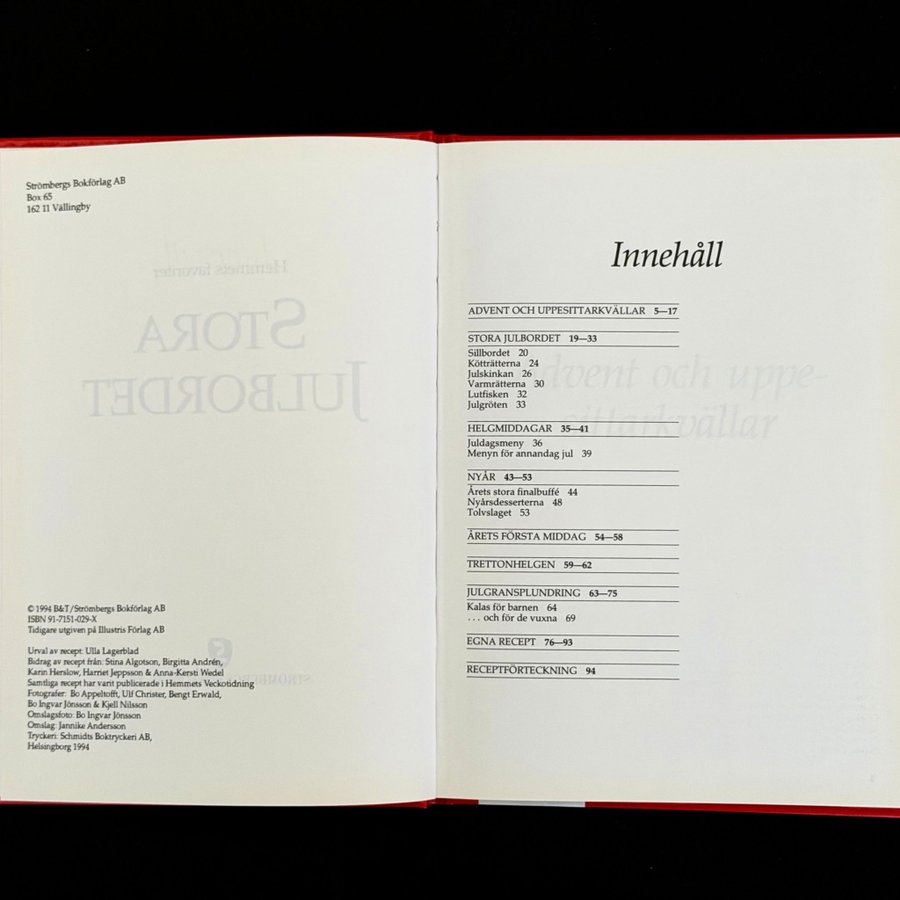 Strömbergs Bokförlag AB
Box 65
162 11 Vällingby
Hemmets favoriter
STORA
JULBORDET
© 1994 B&T/Strömbergs Bokförlag AB
ISBN 91-7151-029-X
Tidigare utgiven på Illustris Förlag AB
Urval av recept: Ulla Lagerblad
Bidrag av recept från: Stina Algotson, Birgitta Andrén,
Karin Herslow, Harriet Jeppsson & Anna-Kersti Wedel
Samtliga recept har varit publicerade i Hemmets Veckotidning
Fotografer: Bo Appeltofft, Ulf Christer, Bengt Erwald,
Bo Ingvar Jönsson & Kjell Nilsson
Omslagsfoto: Bo Ingvar Jönsson
Omslag: Jannike Andersson
Tryckeri: Schmidts Boktryckeri AB,
Helsingborg 1994
Innehåll
ADVENT OCH UPPESITTARKVÄLLAR 5—17
STORA JULBORDET 19—33
Sillbordet 20
Kötträtterna 24
Julskinkan 26
Varmrätterna 30
Lutfisken 32
Julgröten 33
HELGMIDDAGAR 35—41
Juldagsmeny 36
Menyn för annandag jul 39
NYÅR 43—53
Årets stora finalbuffé 44
Nyårsdesserterna 48
Tolvslaget 53
ÅRETS FÖRSTA MIDDAG 54—58
TRETTONHELGEN 59—62
JULGRANSPLUNDRING 63—75
Kalas för barnen 64
. . . och för de vuxna 69
EGNA RECEPT 76—93
RECEPTFÖRTECKNING 94
Advent och uppe-
sittarkvällar